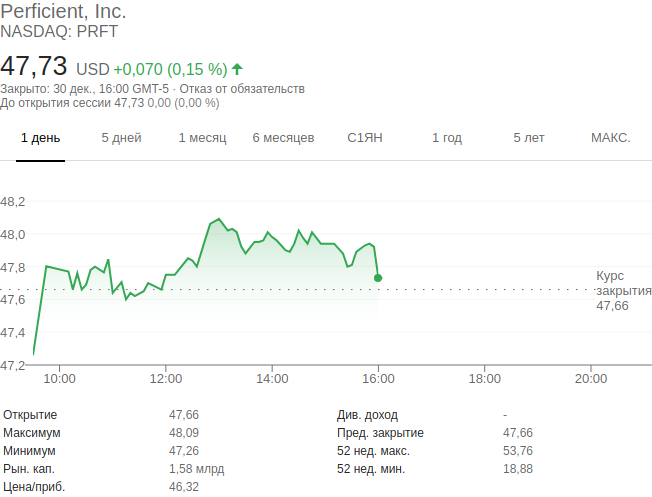 Perficient, Inc.
NASDAQ: PRFT
47,73 USD +0,070 (0,15 %)
Закрыто: 30 дек., 16:00 GMT-5 · Отказ от обязательств
До открытия сессии 47,73 0,00 (0,00 %)
1 день 5 дней 1 месяц 6 месяцев С1ЯН 1 год 5 лет МАКС.
48,2
48,0
47,8
Курс
закрытия
47,66
47,6
47,4
47,2
10:00 12:00 14:00 16:00 18:00 20:00
Открытие 47,66 Див. доход -
Максимум 48,09 Пред. закрытие 47,66
Минимум 47,26 52 нед. макс. 53,76
Рын. кап. 1,58 млрд 52 нед. мин. 18,88
Цена/приб. 46,32